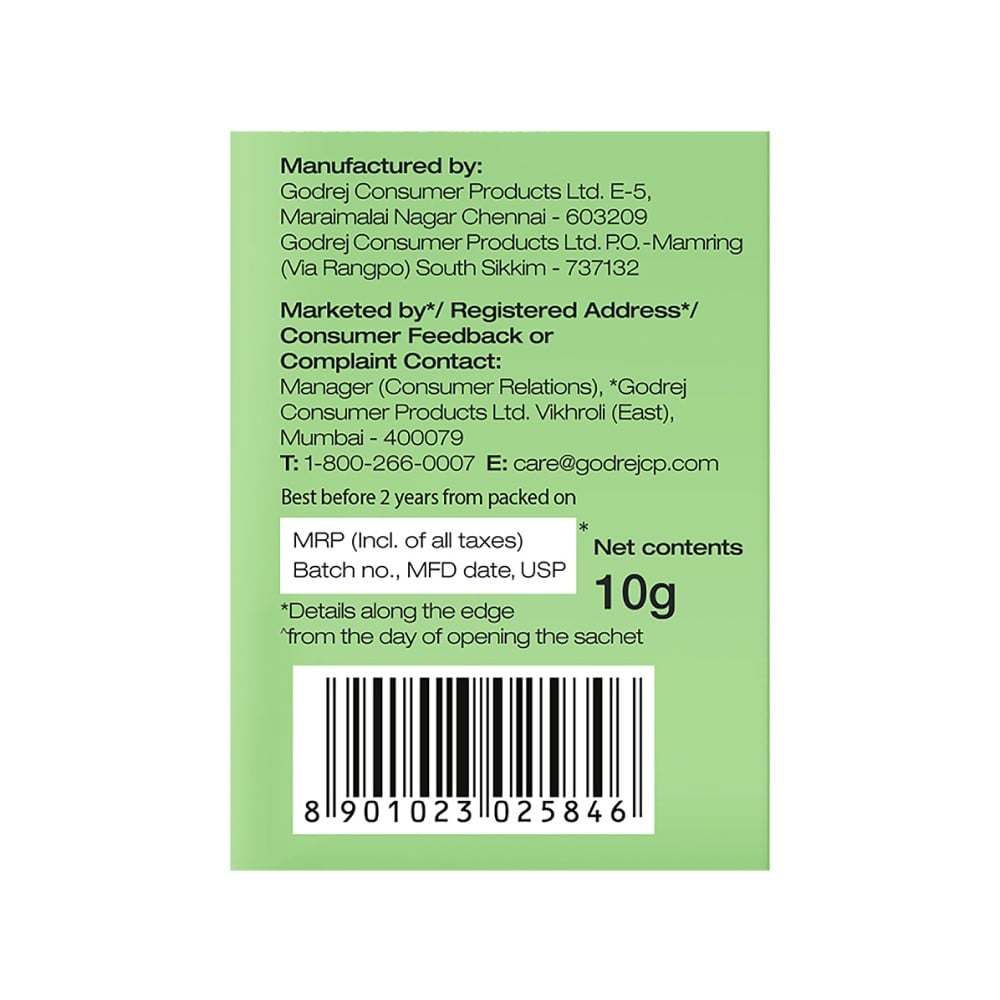 Manufactured by:
Godrej Consumer Products Ltd. E-5,
Maraimalai Nagar Chennai - 603209
Godrej Consumer Products Ltd. P.O.-Mamring
(Via Rangpo) South Sikkim - 737132
Marketed by*/ Registered Address*/
Consumer Feedback or
Complaint Contact:
Manager (Consumer Relations), *Godrej
Consumer Products Ltd. Vikhroli (East),
Mumbai - 400079
T: 1-800-266-0007 E: care@godrejcp.com
Best before 2 years from packed on
MRP (Incl. of all taxes)
Batch no., MFD date, USP
*
Net contents
10g
*Details along the edge
^from the day of opening the sachet
8 901023 025846